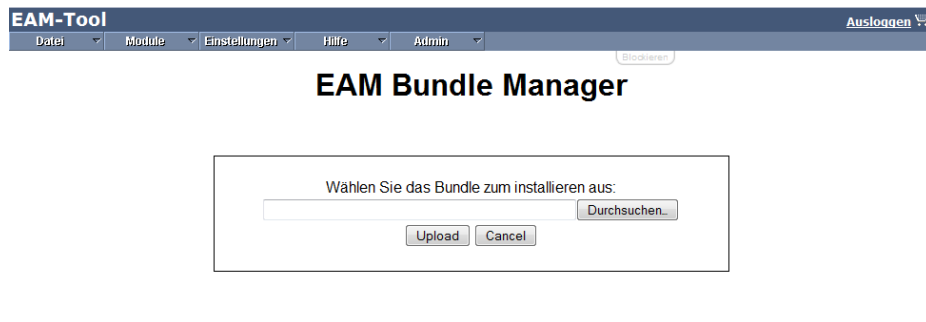 EAM-Tool Ausloggen
Datei Module Einstellungen Hilfe Admin
Blockieren
EAM Bundle Manager
Wählen Sie das Bundle zum installieren aus:
Durchsuchen...
Upload Cancel